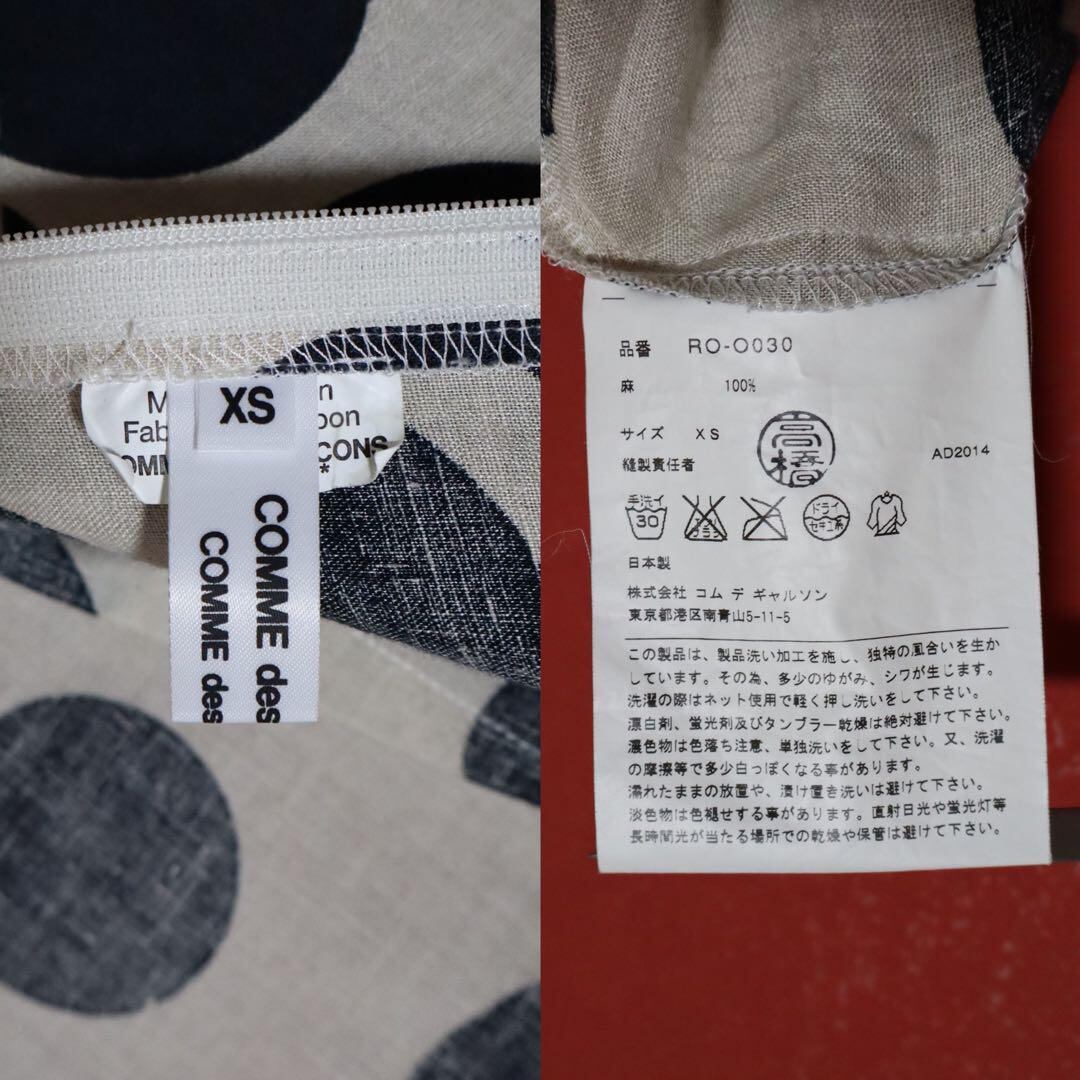 XS
M
n
Fab
pon
OMM
ÇONS
*
COMME des
COMME des
品番 RO-O030
麻 100%
サイズ XS
縫製責任者
高橋
AD2014
手洗イ
30
ドライ
セキユ系
日本製
株式会社 コム デ ギャルソン
東京都港区南青山5-11-5
この製品は、製品洗い加工を施し、独特の風合いを生か
しています。その為、多少のゆがみ、シワが生じます。
洗濯の際はネット使用で軽く押し洗いをして下さい。
漂白剤、蛍光剤及びタンブラー乾燥は絶対避けて下さい。
濃色物は色落ち注意、単独洗いをして下さい。又、洗濯
の摩擦等で多少白っぽくなる事があります。
濡れたままの放置や、漬け置き洗いは避けて下さい。
淡色物は色褪せする事があります。直射日光や蛍光灯等
長時間光が当たる場所での乾燥や保管は避けて下さい。